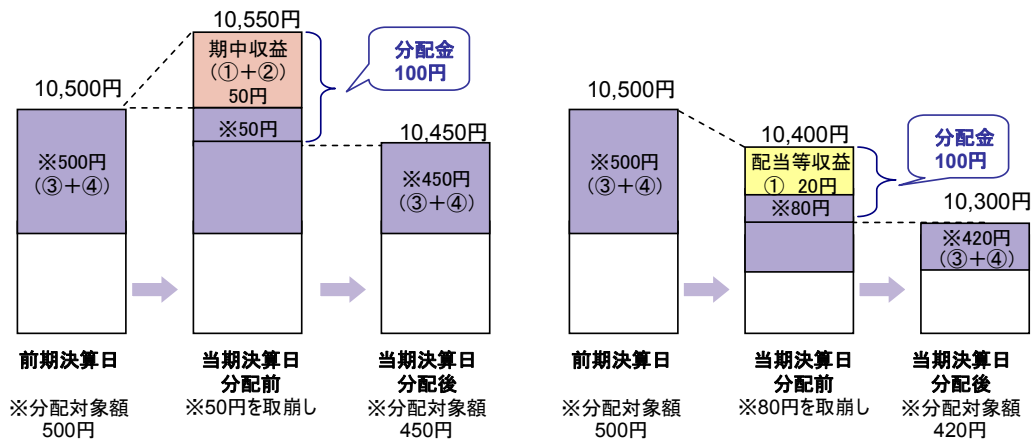 10,550円
期中収益
(①+②)
50円
※50円
分配金
100円
10,500円
※500円
(③+④)
10,450円
※450円
(③+④)
前期決算日
※分配対象額
500円
当期決算日
分配前
※50円を取崩し
当期決算日
分配後
※分配対象額
450円
10,500円
※500円
(③+④)
10,400円
配当等収益
① 20円
※80円
分配金
100円
10,300円
※420円
(③+④)
前期決算日
※分配対象額
500円
当期決算日
分配前
※80円を取崩し
当期決算日
分配後
※分配対象額
420円